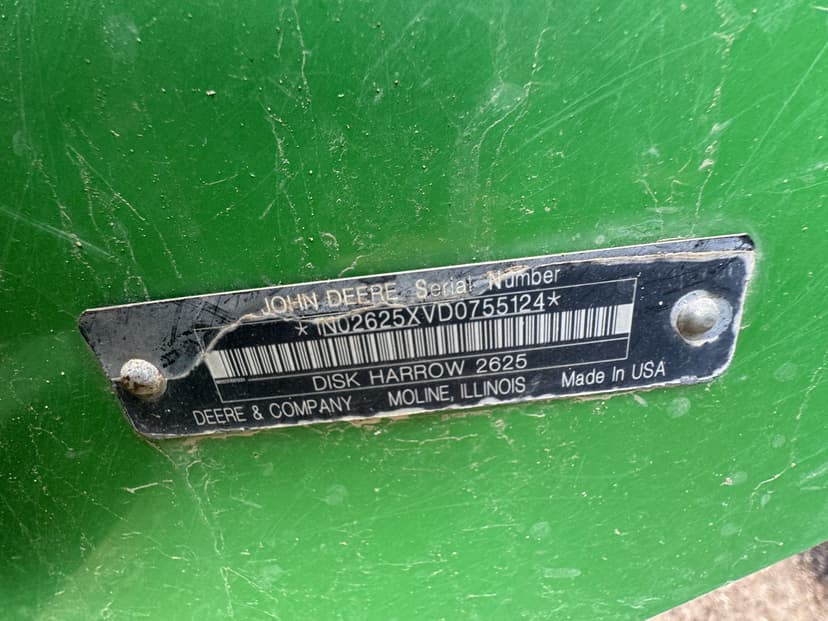 JOHN DEERE Serial Number
*1N02625XVD0755124*
DISK HARROW 2625
DEERE & COMPANY MOLINE, ILLINOIS Made In USA